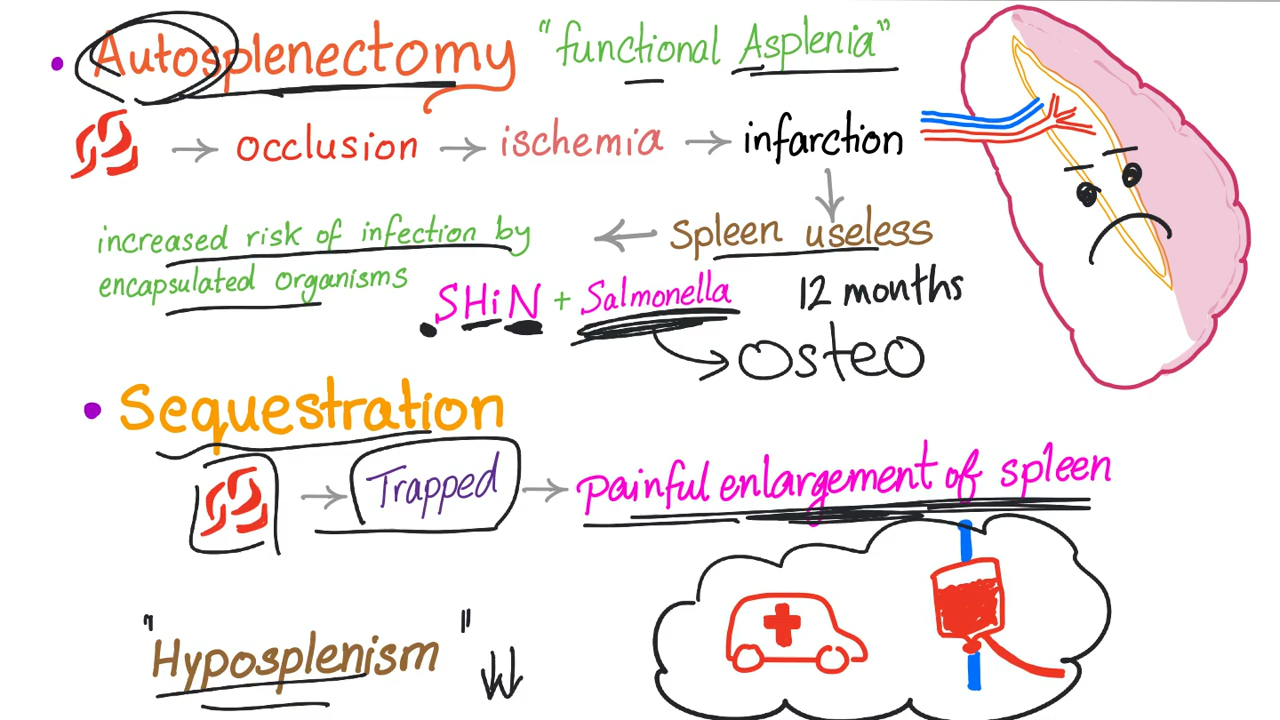 • Autosplenectomy "functional Asplenia"
→ occlusion → ischemia → infarction
increased risk of infection by ← spleen useless
encapsulated organisms
SHiN + Salmonella 12 months
→ Osteo
• Sequestration
→ Trapped → painful enlargement of spleen
"Hyposplenism" ↓↓